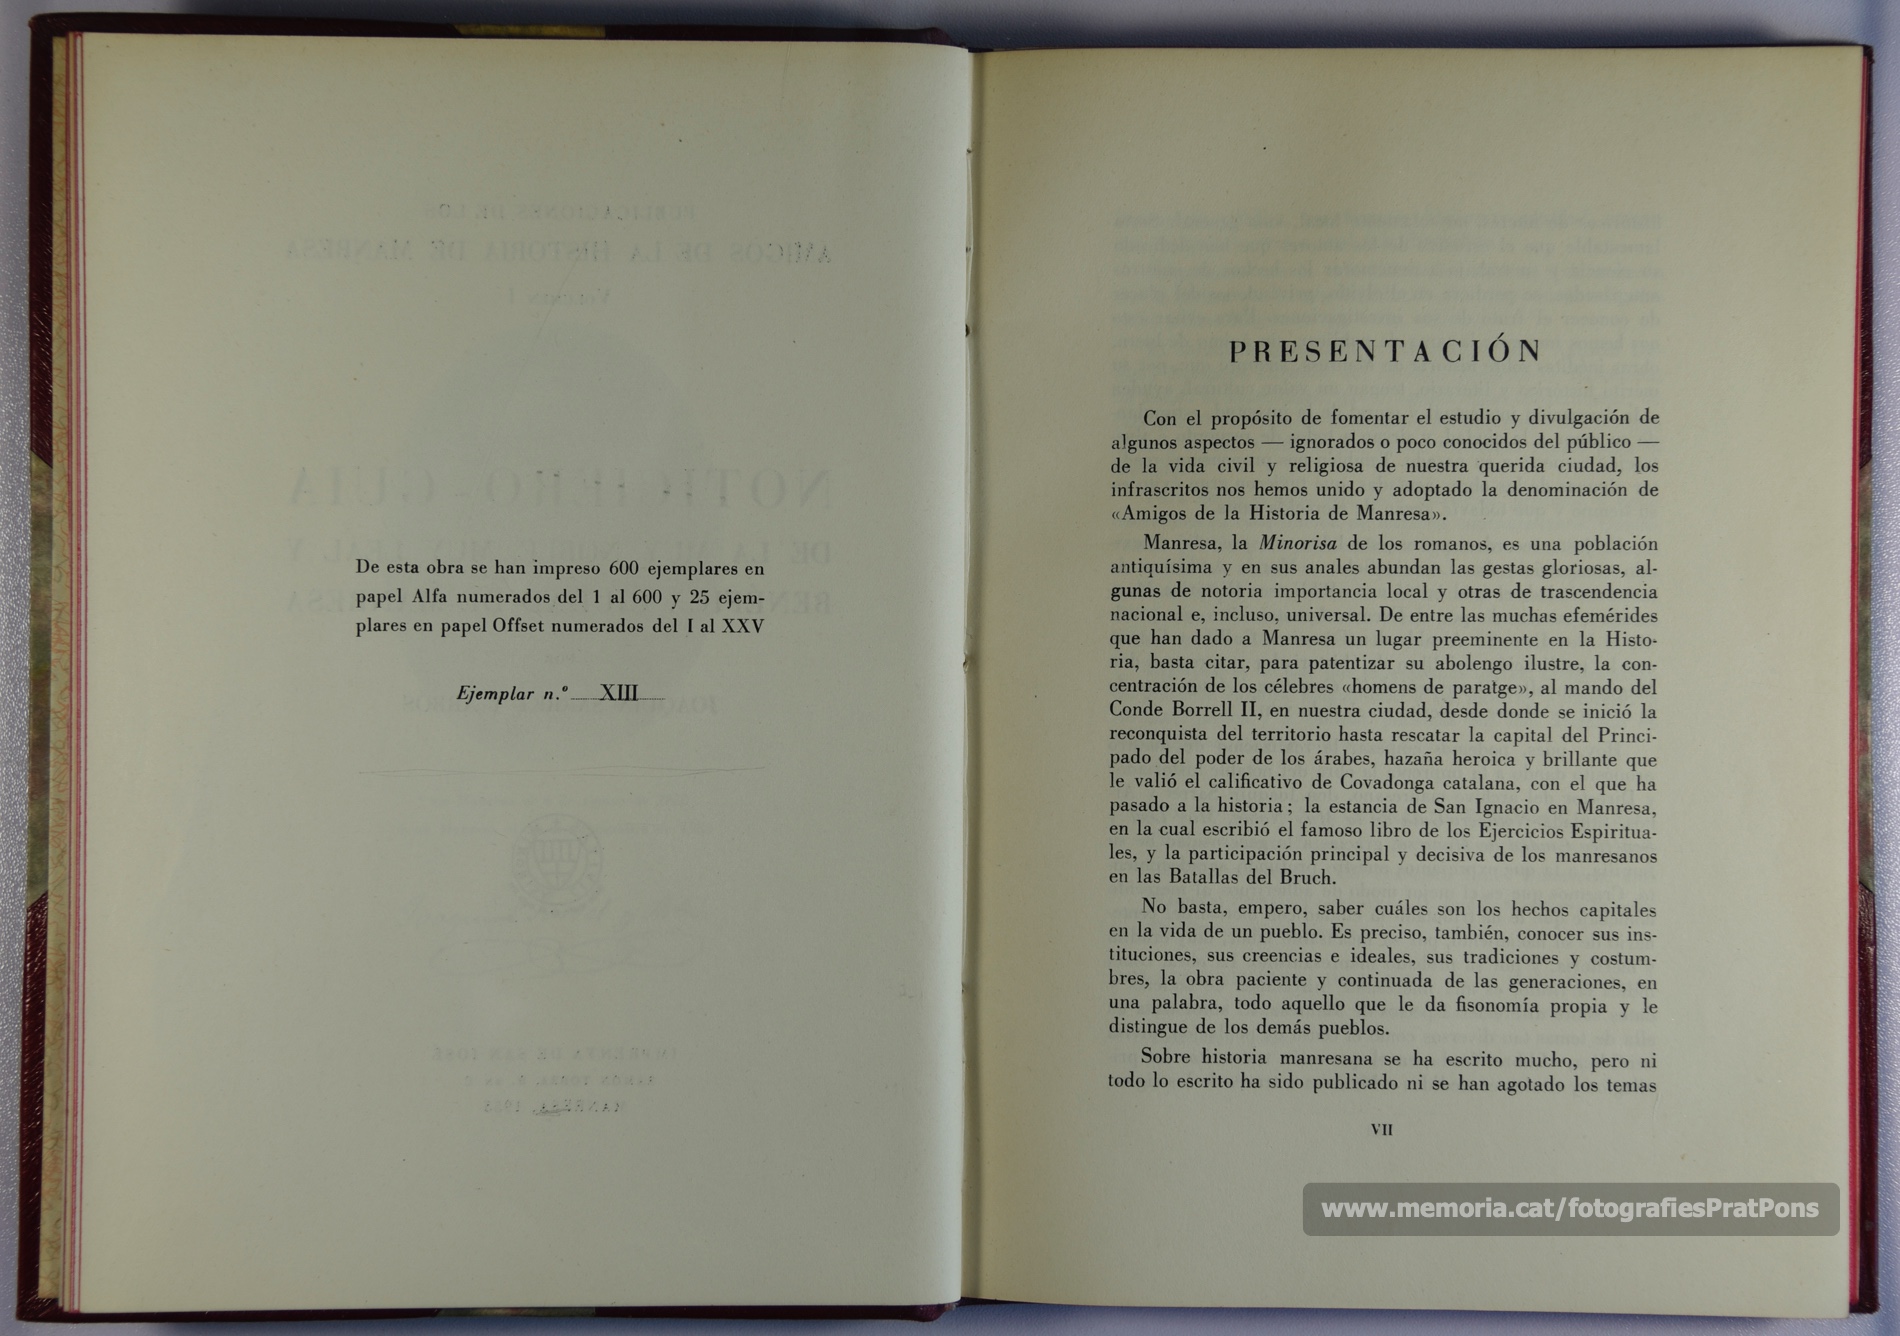 De esta obra se han impreso 600 ejemplares en
papel Alfa numerados del 1 al 600 y 25 ejem-
plares en papel Offset numerados del I al XXV
Ejemplar n.º XIII
PRESENTACIÓN
Con el propósito de fomentar el estudio y divulgación de
algunos aspectos — ignorados o poco conocidos del público —
de la vida civil y religiosa de nuestra querida ciudad, los
infrascritos nos hemos unido y adoptado la denominación de
«Amigos de la Historia de Manresa».
Manresa, la Minorisa de los romanos, es una población
antiquísima y en sus anales abundan las gestas gloriosas, al-
gunas de notoria importancia local y otras de trascendencia
nacional e, incluso, universal. De entre las muchas efemérides
que han dado a Manresa un lugar preeminente en la Histo-
ria, basta citar, para patentizar su abolengo ilustre, la con-
centración de los célebres «homens de paratge», al mando del
Conde Borrell II, en nuestra ciudad, desde donde se inició la
reconquista del territorio hasta rescatar la capital del Princi-
pado del poder de los árabes, hazaña heroica y brillante que
le valió el calificativo de Covadonga catalana, con el que ha
pasado a la historia; la estancia de San Ignacio en Manresa,
en la cual escribió el famoso libro de los Ejercicios Espiritua-
les, y la participación principal y decisiva de los manresanos
en las Batallas del Bruch.
No basta, empero, saber cuáles son los hechos capitales
en la vida de un pueblo. Es preciso, también, conocer sus ins-
tituciones, sus creencias e ideales, sus tradiciones y costum-
bres, la obra paciente y continuada de las generaciones, en
una palabra, todo aquello que le da fisonomía propia y le
distingue de los demás pueblos.
Sobre historia manresana se ha escrito mucho, pero ni
todo lo escrito ha sido publicado ni se han agotado los temas
VII
www.memoria.cat/fotografiesPratPons